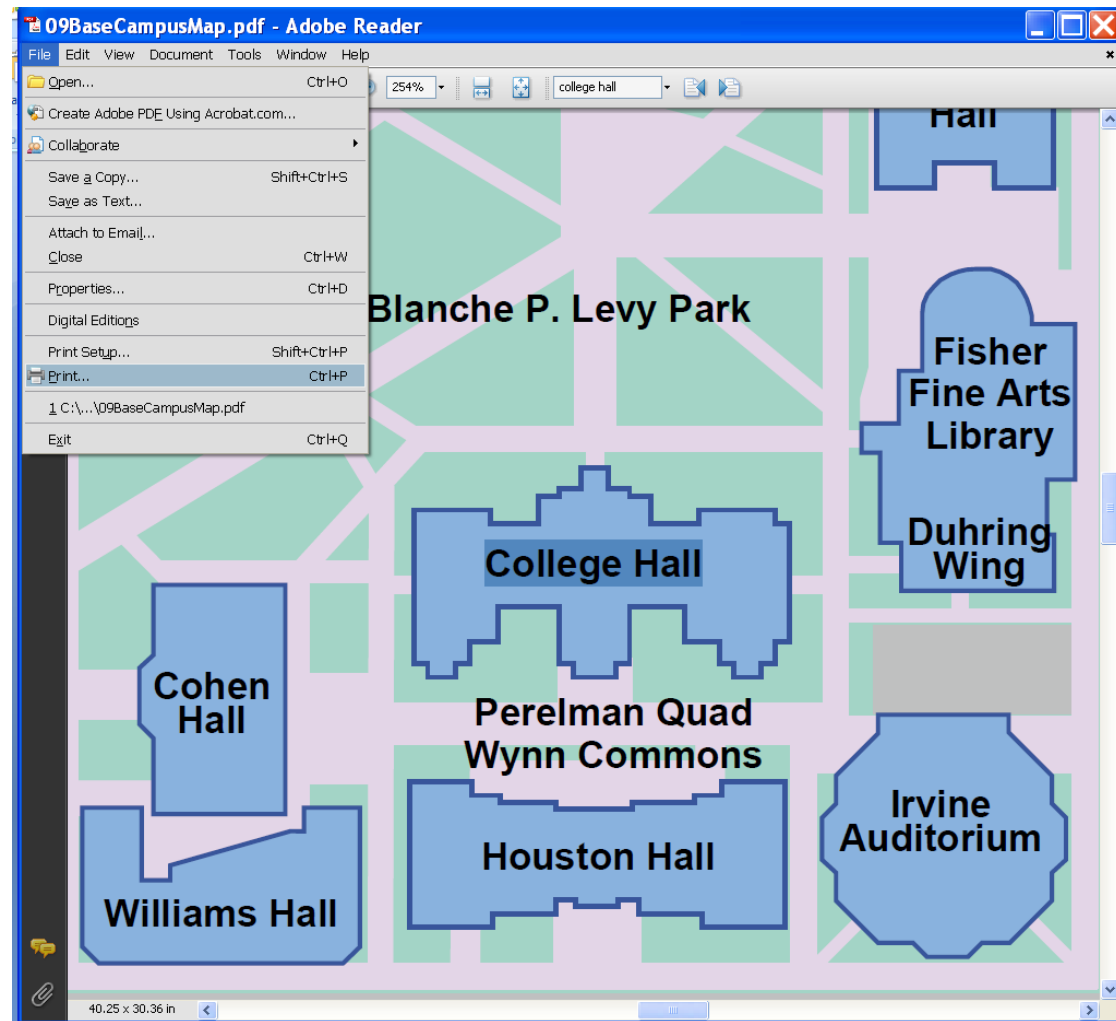 09BaseCampusMap.pdf - Adobe Reader
File Edit View Document Tools Window Help
Open... Ctrl+O
254%
college hall
Create Adobe PDF Using Acrobat.com...
Collaborate
Save a Copy... Shift+Ctrl+S
Save as Text...
Attach to Email...
Close Ctrl+W
Properties... Ctrl+D
Digital Editions
Print Setup... Shift+Ctrl+P
Print... Ctrl+P
1 C:\...\09BaseCampusMap.pdf
Exit Ctrl+Q
Hall
Blanche P. Levy Park
Fisher
Fine Arts
Library
Duhring
Wing
College Hall
Cohen
Hall
Perelman Quad
Wynn Commons
Irvine
Auditorium
Houston Hall
Williams Hall
40.25 x 30.36 in